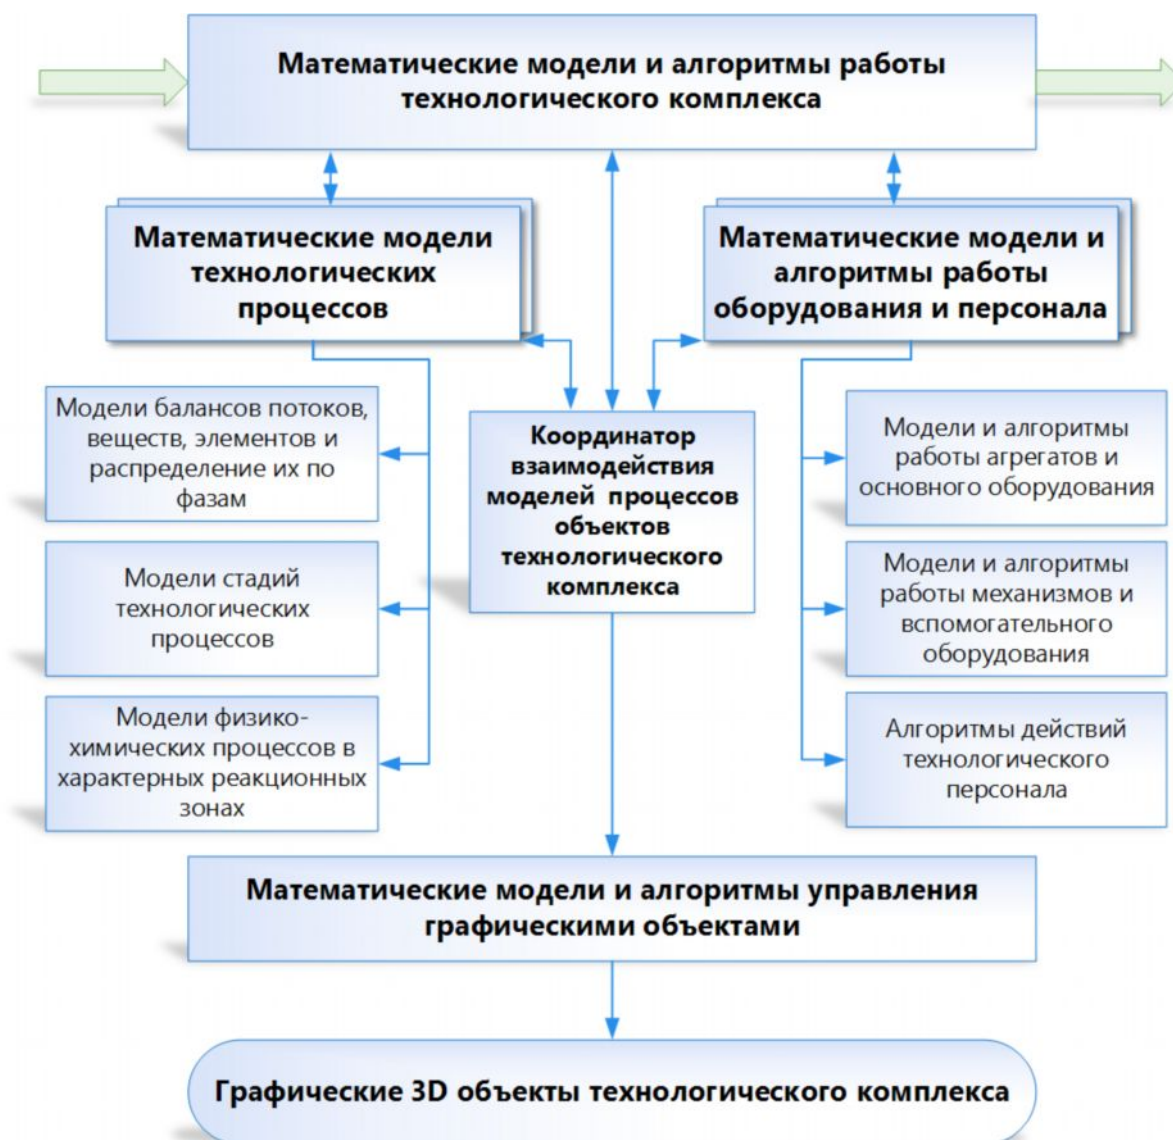 Математические модели и алгоритмы работы
технологического комплекса
Математические модели
технологических
процессов
Математические модели и
алгоритмы работы
оборудования и персонала
Модели балансов потоков,
веществ, элементов и
распределение их по
фазам
Модели стадий
технологических
процессов
Модели физико-
химических процессов в
характерных реакционных
зонах
Координатор
взаимодействия
моделей процессов
объектов
технологического
комплекса
Модели и алгоритмы
работы агрегатов и
основного оборудования
Модели и алгоритмы
работы механизмов и
вспомогательного
оборудования
Алгоритмы действий
технологического
персонала
Математические модели и алгоритмы управления
графическими объектами
Графические 3D объекты технологического комплекса